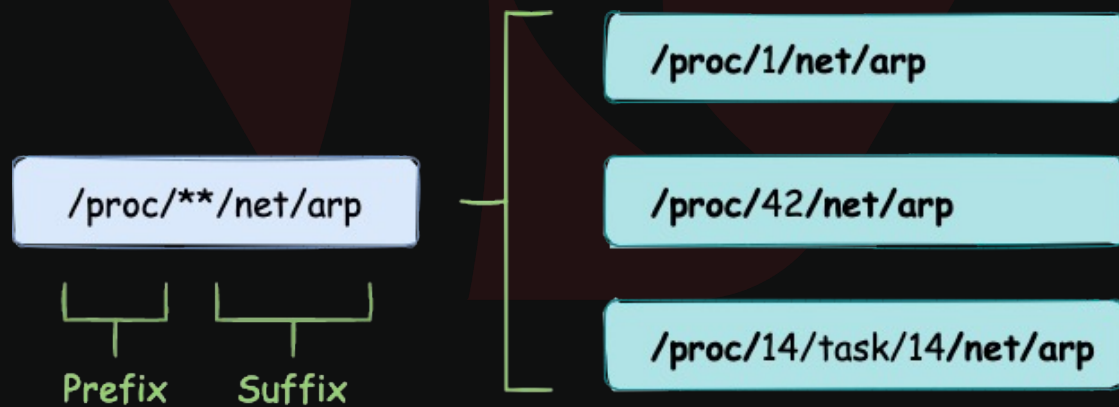 /proc/**/net/arp
Prefix
Suffix
/proc/1/net/arp
/proc/42/net/arp
/proc/14/task/14/net/arp